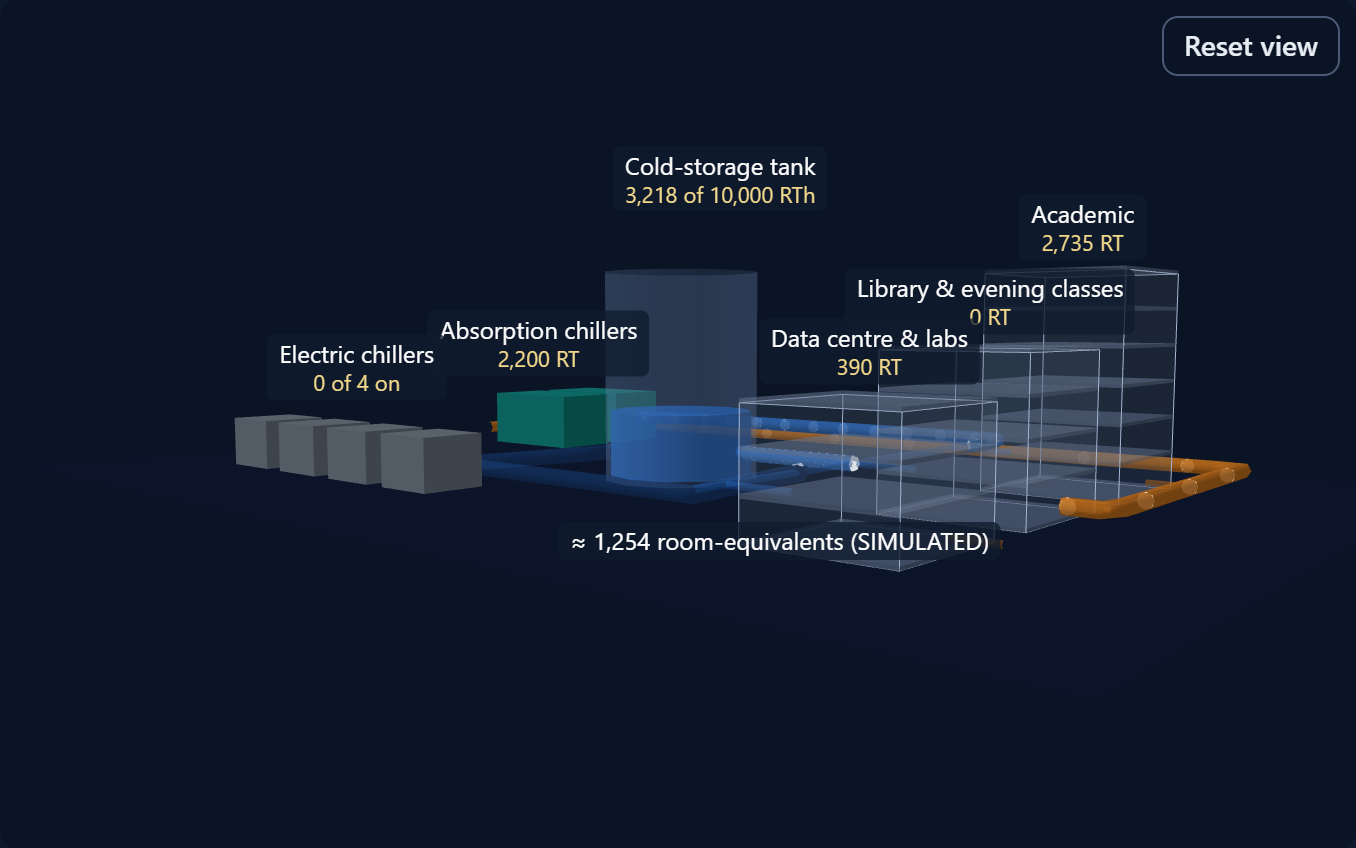 Reset view
Cold-storage tank
3,218 of 10,000 RTh
Academic
2,735 RT
Library & evening classes
0 RT
Absorption chillers
2,200 RT
Data centre & labs
390 RT
Electric chillers
0 of 4 on
≈ 1,254 room-equivalents (SIMULATED)